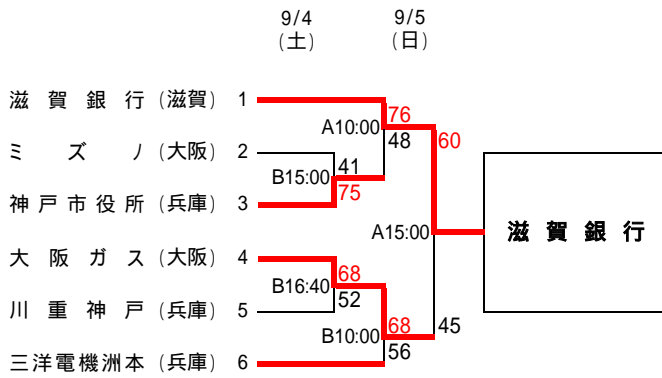 9/4 9/5
(土) (日)
滋賀銀行 (滋賀) 1
76
A10:00 60
48
ミズノ (大阪) 2
41
B15:00
75
神戸市役所 (兵庫) 3
A15:00 滋賀銀行
大阪ガス (大阪) 4
68
B16:40
52
川重神戸 (兵庫) 5
68 45
B10:00
56
三洋電機洲本 (兵庫) 6